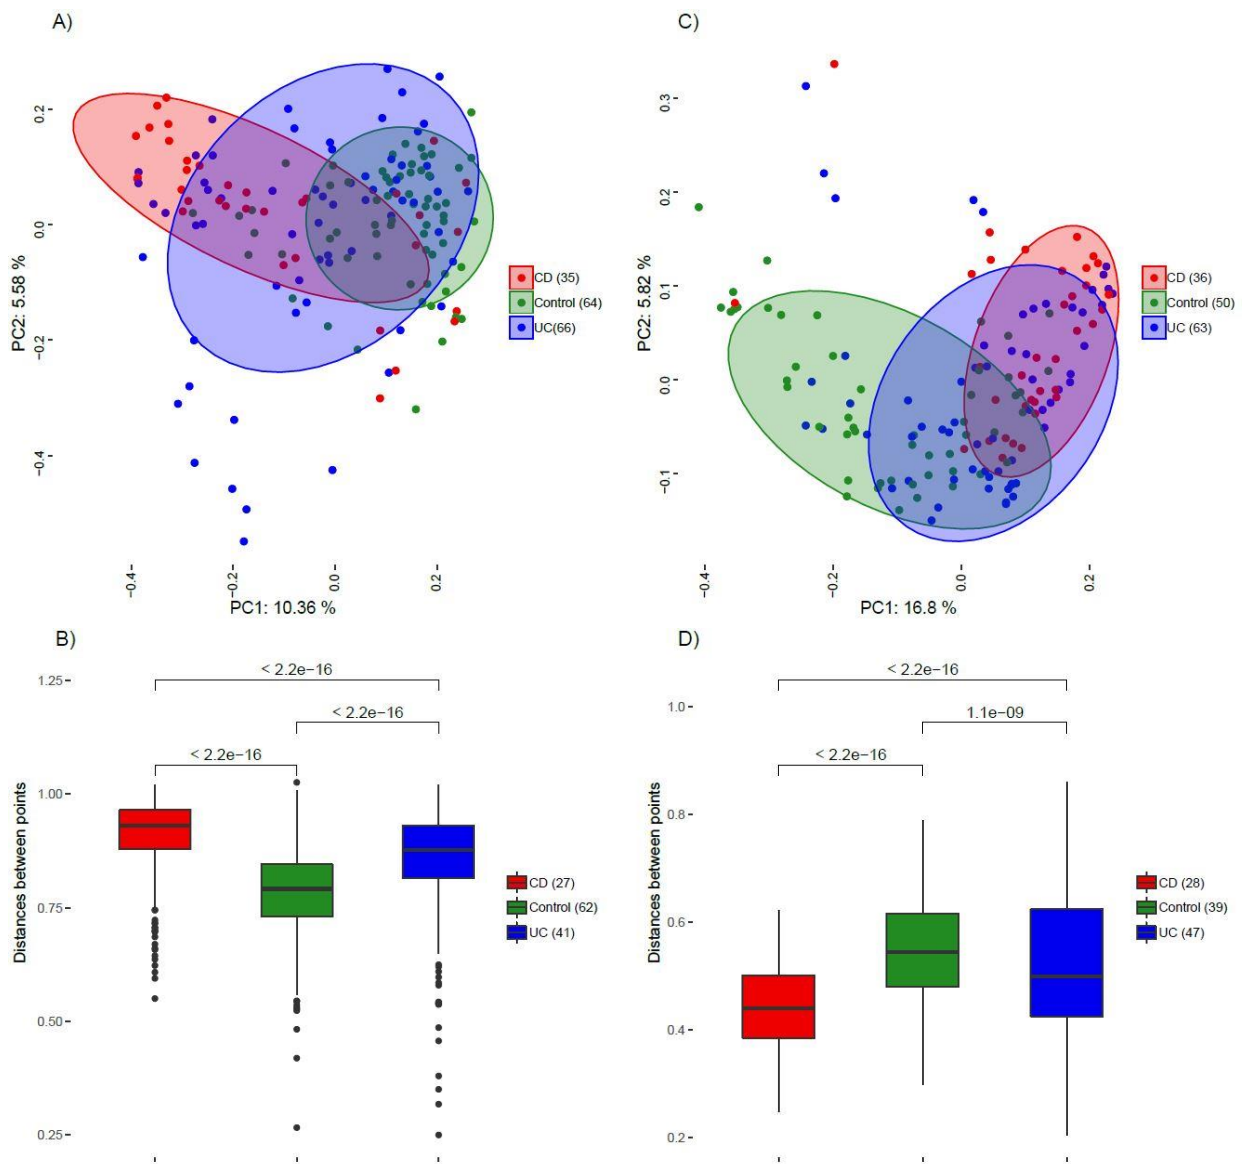 A)
PC2: 5.58 %
0.2
0.0
−0.2
−0.4
−0.4
−0.2
0.0
0.2
PC1: 10.36 %
CD (35)
Control (64)
UC(66)
C)
PC2: 5.82 %
0.3
0.2
0.1
0.0
−0.1
−0.4
−0.2
0.0
0.2
PC1: 16.8 %
CD (36)
Control (50)
UC (63)
B)
Distances between points
1.25
1.00
0.75
0.50
0.25
< 2.2e−16
< 2.2e−16
< 2.2e−16
CD (27)
Control (62)
UC (41)
D)
Distances between points
1.0
0.8
0.6
0.4
0.2
< 2.2e−16
1.1e−09
< 2.2e−16
CD (28)
Control (39)
UC (47)